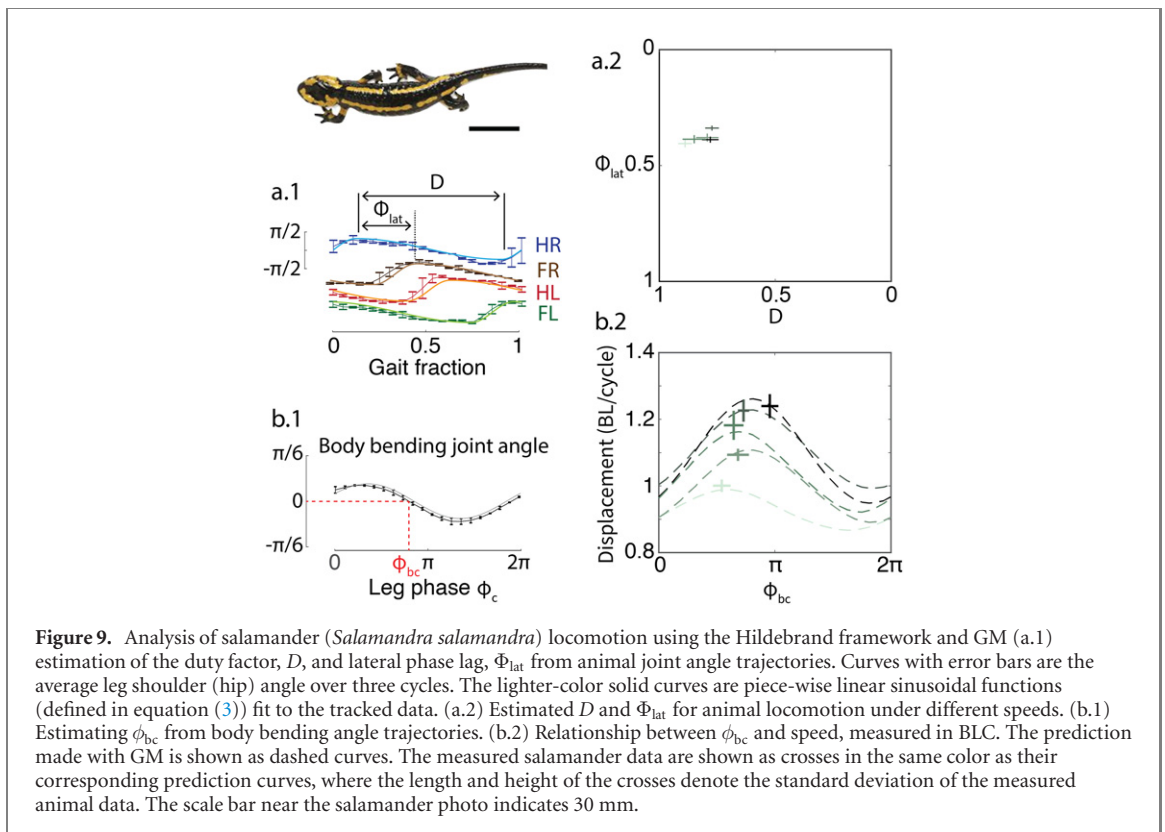 a.1
D
Φlat
π/2
-π/2
HR
FR
HL
FL
0 0.5 1
Gait fraction
b.1
Body bending joint angle
π/6
0
-π/6
0 ϕbc π 2π
Leg phase ϕc
a.2
0
Φlat 0.5
1
1 0.5 0
D
b.2
Displacement (BL/cycle)
1.4
1.2
1
0.8
0 π 2π
ϕbc
Figure 9. Analysis of salamander (Salamandra salamandra) locomotion using the Hildebrand framework and GM (a.1)
estimation of the duty factor, D, and lateral phase lag, Φlat from animal joint angle trajectories. Curves with error bars are the
average leg shoulder (hip) angle over three cycles. The lighter-color solid curves are piece-wise linear sinusoidal functions
(defined in equation (3)) fit to the tracked data. (a.2) Estimated D and Φlat for animal locomotion under different speeds. (b.1)
Estimating ϕbc from body bending angle trajectories. (b.2) Relationship between ϕbc and speed, measured in BLC. The prediction
made with GM is shown as dashed curves. The measured salamander data are shown as crosses in the same color as their
corresponding prediction curves, where the length and height of the crosses denote the standard deviation of the measured
animal data. The scale bar near the salamander photo indicates 30 mm.